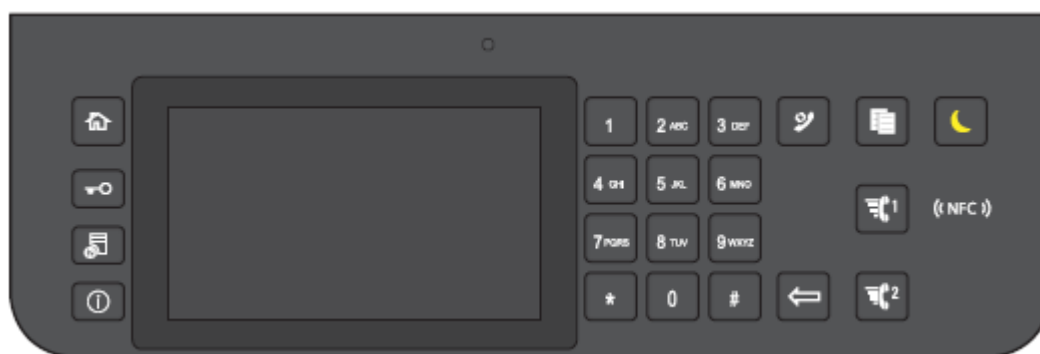 1 2 ABC 3 DEF
4 GHI 5 JKL 6 MNO
1 ((NFC))
7 PQRS 8 TUV 9 WXYZ
* 0 # 2